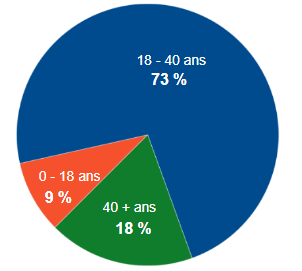 18 - 40 ans
73 %
0 - 18 ans
9 %
40 + ans
18 %